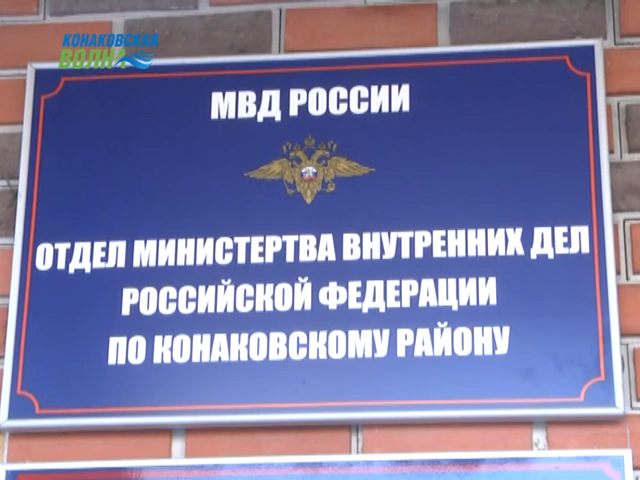 КОНАКОВСКАЯ
ВОЛНА
МВД РОССИИ
ОТДЕЛ МИНИСТЕРТВА ВНУТРЕННИХ ДЕЛ
РОССИЙСКОЙ ФЕДЕРАЦИИ
ПО КОНАКОВСКОМУ РАЙОНУ